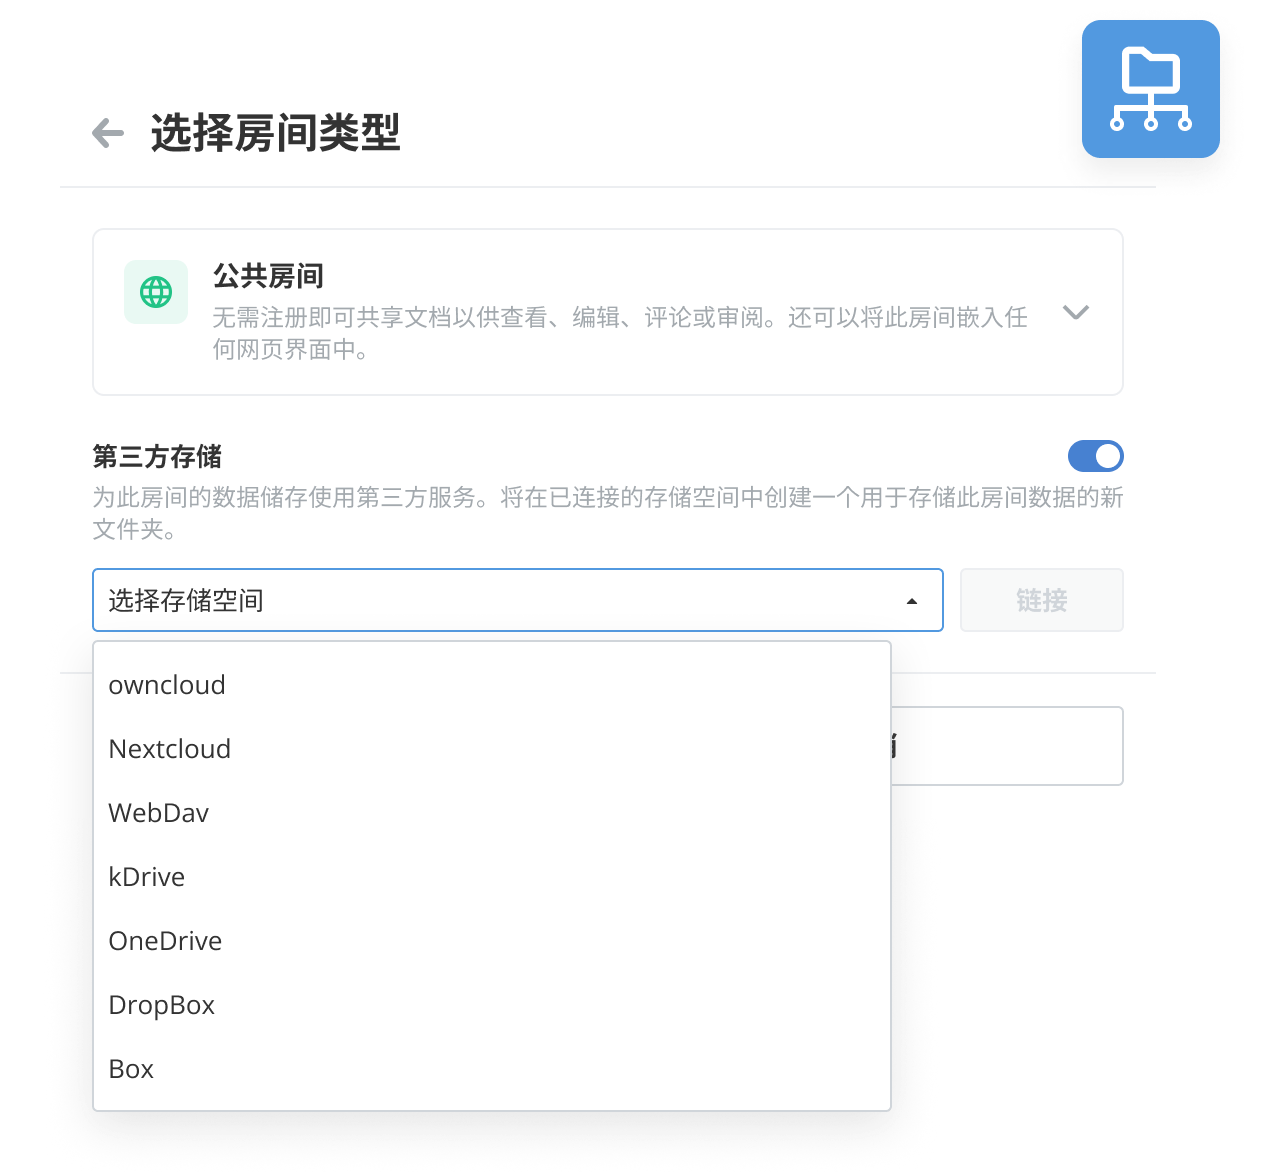 选择房间类型
公共房间
无需注册即可共享文档以供查看、编辑、评论或审阅。还可以将此房间嵌入任
何网页界面中。
第三方存储
为此房间的数据储存使用第三方服务。将在已连接的存储空间中创建一个用于存储此房间数据的新
文件夹。
选择存储空间
链接
owncloud
Nextcloud
WebDav
kDrive
OneDrive
DropBox
Box